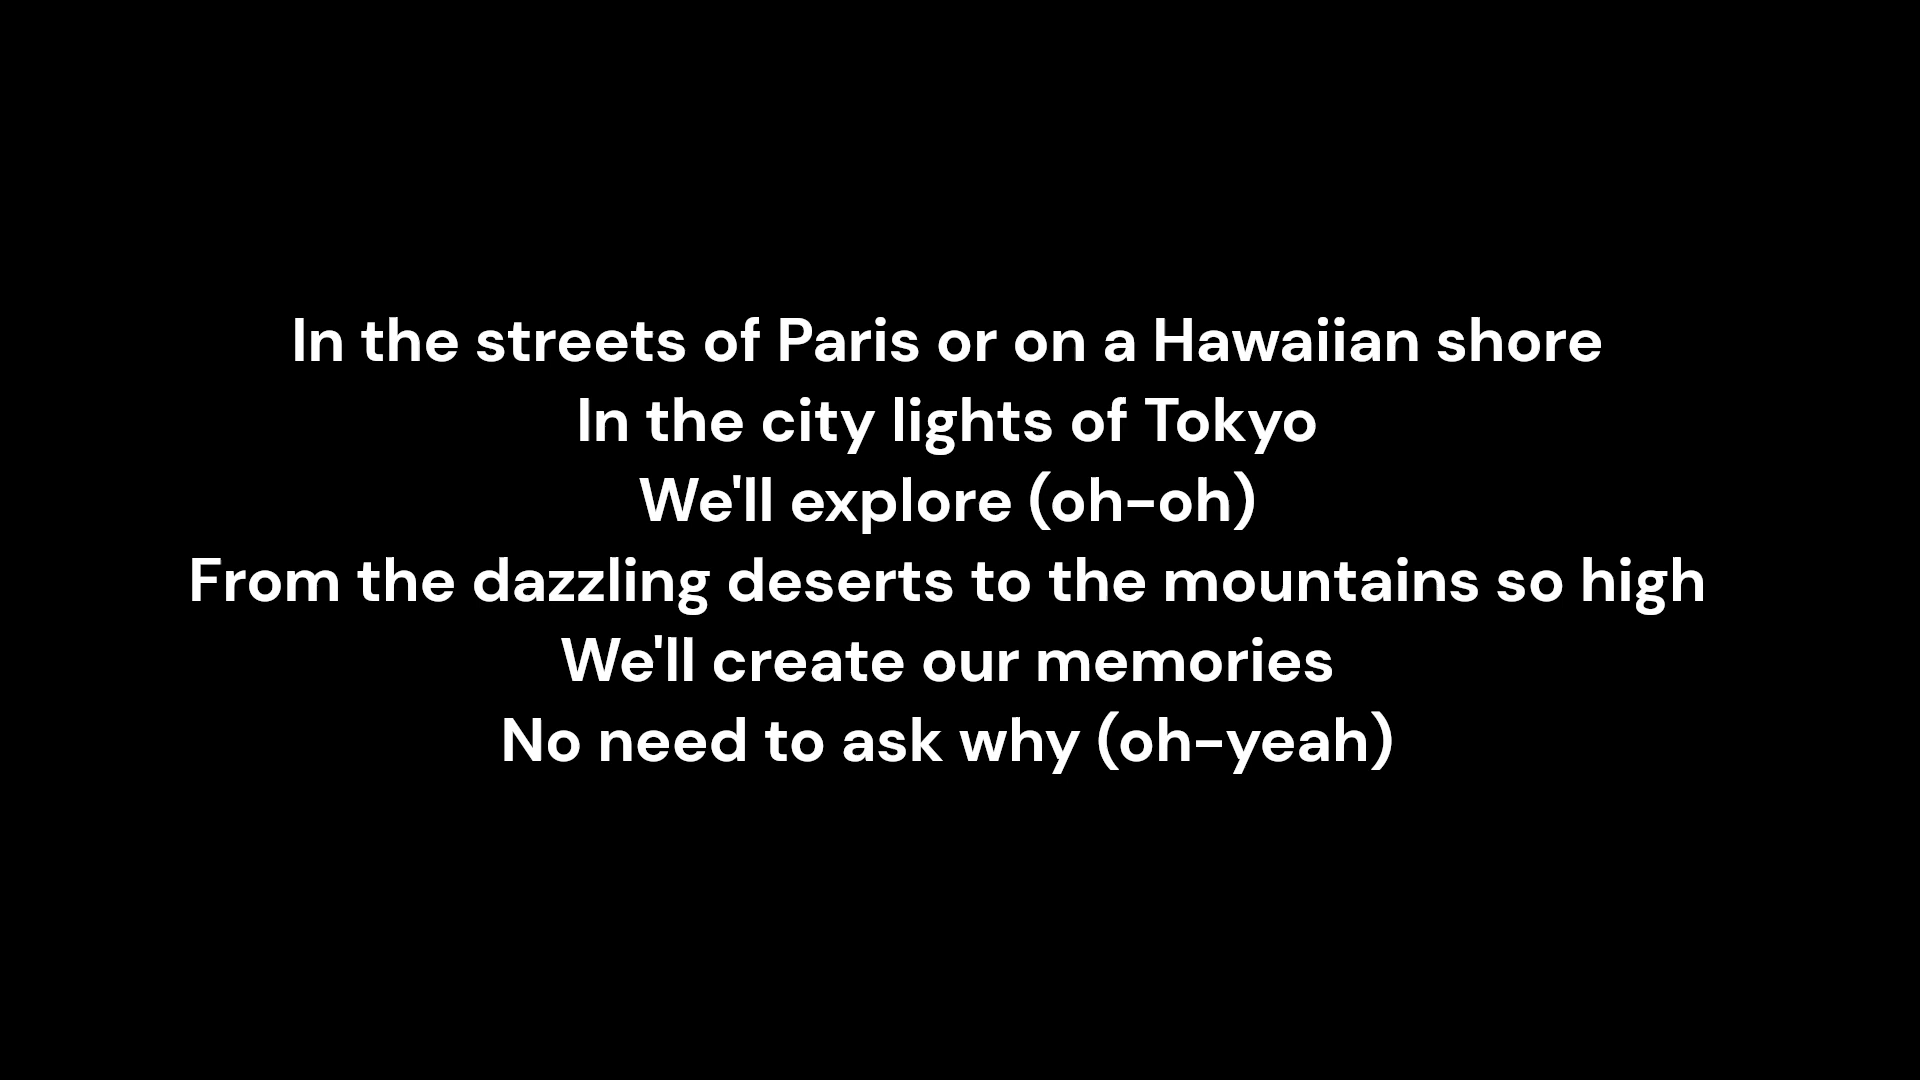 In the streets of Paris or on a Hawaiian shore
In the city lights of Tokyo
We'll explore (oh-oh)
From the dazzling deserts to the mountains so high
We'll create our memories
No need to ask why (oh-yeah)